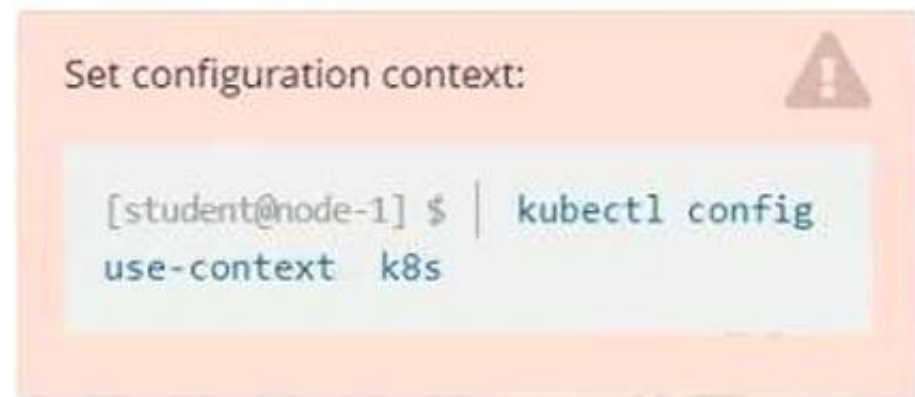 Set configuration context:
[student@node-1] $ | kubectl config
use-context k8s